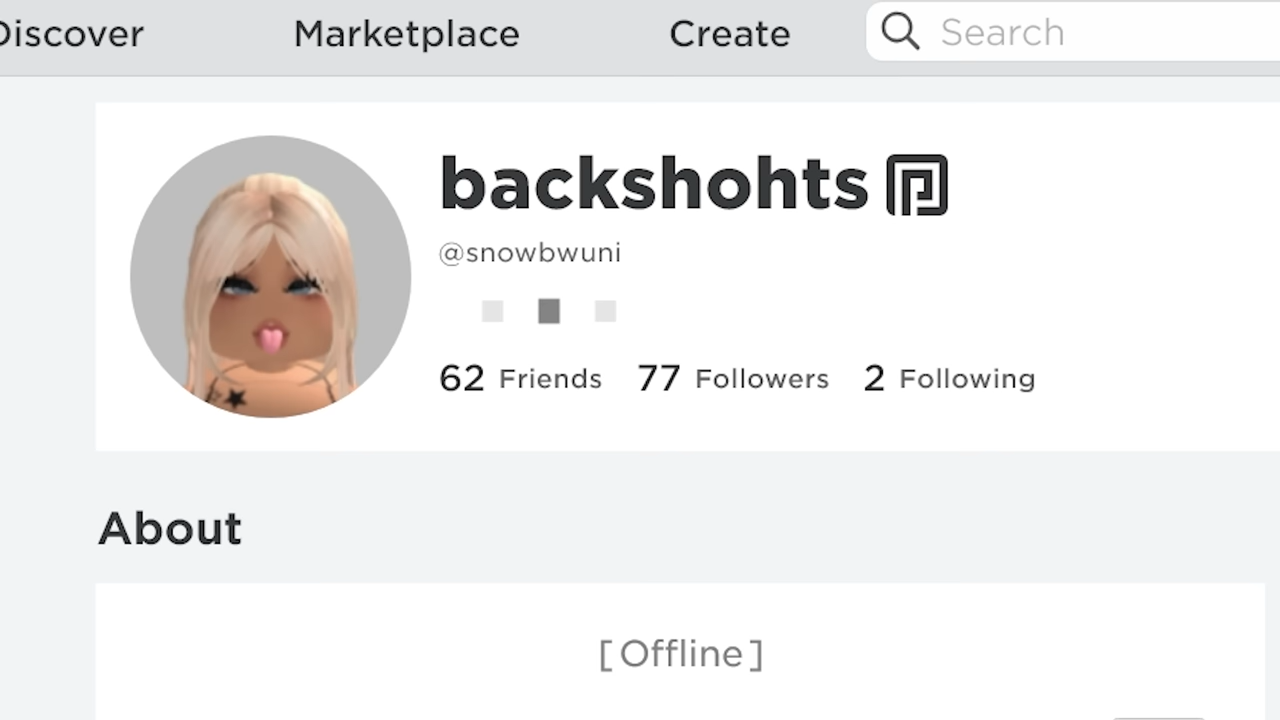 Discover Marketplace Create Search
backshohts
@snowbwuni
62 Friends 77 Followers 2 Following
About
[ Offline ]